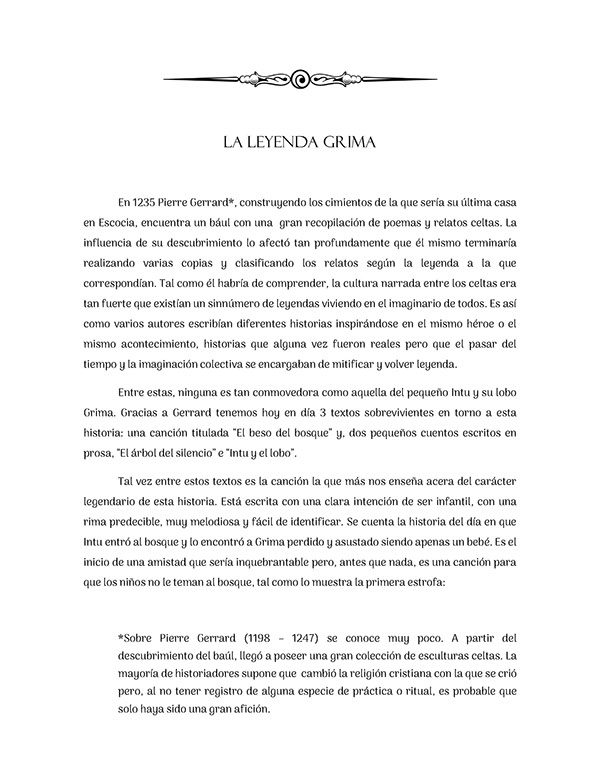 LA LEYENDA GRIMA
En 1235 Pierre Gerrard*, construyendo los cimientos de la que sería su última casa
en Escocia, encuentra un bául con una gran recopilación de poemas y relatos celtas. La
influencia de su descubrimiento lo afectó tan profundamente que él mismo terminaría
realizando varias copias y clasificando los relatos según la leyenda a la que
correspondían. Tal como él habría de comprender, la cultura narrada entre los celtas era
tan fuerte que existían un sinnúmero de leyendas viviendo en el imaginario de todos. Es así
como varios autores escribían diferentes historias inspirándose en el mismo héroe o el
mismo acontecimiento, historias que alguna vez fueron reales pero que el pasar del
tiempo y la imaginación colectiva se encargaban de mitificar y volver leyenda.
Entre estas, ninguna es tan conmovedora como aquella del pequeño Intu y su lobo
Grima. Gracias a Gerrard tenemos hoy en día 3 textos sobrevivientes en torno a esta
historia: una canción titulada "El beso del bosque" y, dos pequeños cuentos escritos en
prosa, "El árbol del silencio" e "Intu y el lobo".
Tal vez entre estos textos es la canción la que más nos enseña acera del carácter
legendario de esta historia. Está escrita con una clara intención de ser infantil, con una
rima predecible, muy melodiosa y fácil de identificar. Se cuenta la historia del día en que
Intu entró al bosque y lo encontró a Grima perdido y asustado siendo apenas un bebé. Es el
inicio de una amistad que sería inquebrantable pero, antes que nada, es una canción para
que los niños no le teman al bosque, tal como lo muestra la primera estrofa:
*Sobre Pierre Gerrard (1198 – 1247) se conoce muy poco. A partir del
descubrimiento del baúl, llegó a poseer una gran colección de esculturas celtas. La
mayoría de historiadores supone que cambió la religión cristiana con la que se crió
pero, al no tener registro de alguna especie de práctica o ritual, es probable que
solo haya sido una gran afición.